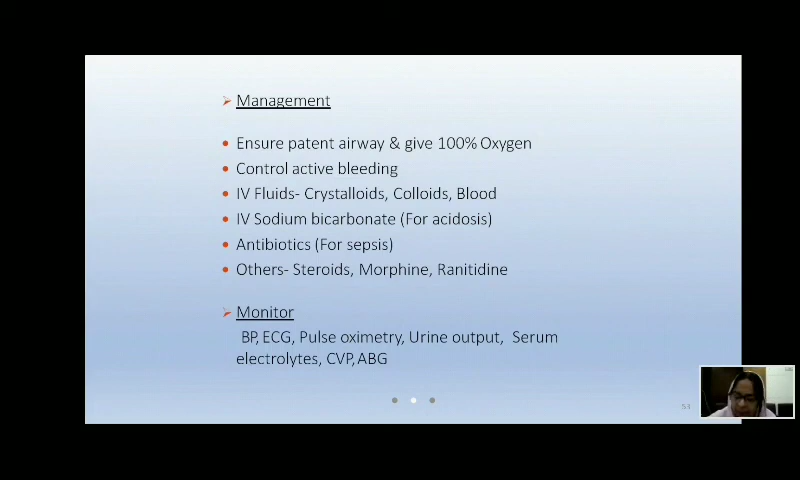 Management
Ensure patent airway & give 100% Oxygen
Control active bleeding
IV Fluids- Crystalloids, Colloids, Blood
IV Sodium bicarbonate (For acidosis)
Antibiotics (For sepsis)
Others- Steroids, Morphine, Ranitidine
Monitor
BP, ECG, Pulse oximetry, Urine output, Serum
electrolytes, CVP, ABG
53